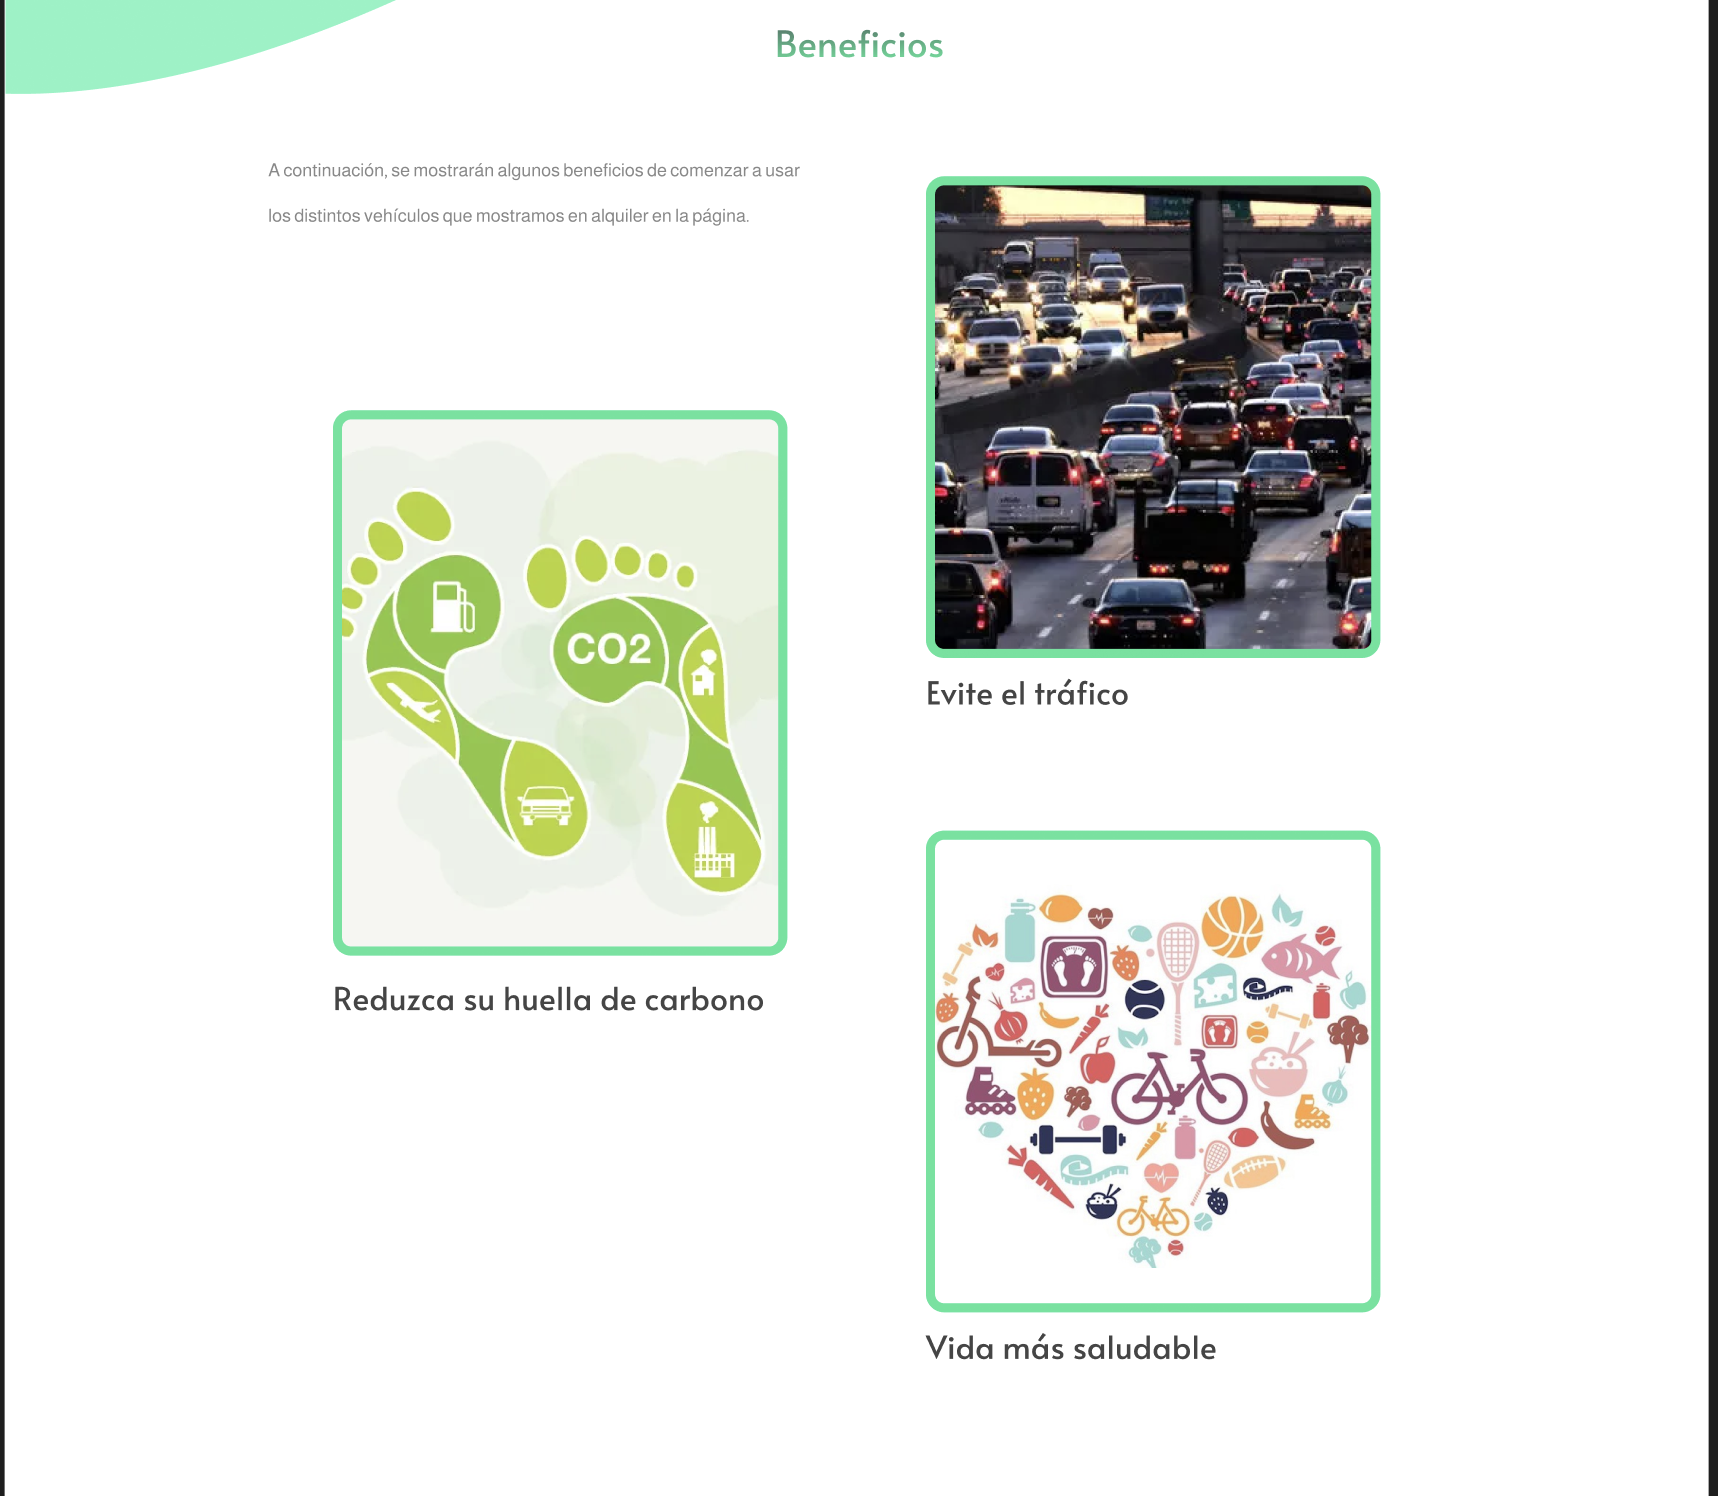 Beneficios
A continuación, se mostrarán algunos beneficios de comenzar a usar
los distintos vehículos que mostramos en alquiler en la página.
CO2
Reduzca su huella de carbono
Evite el tráfico
Vida más saludable